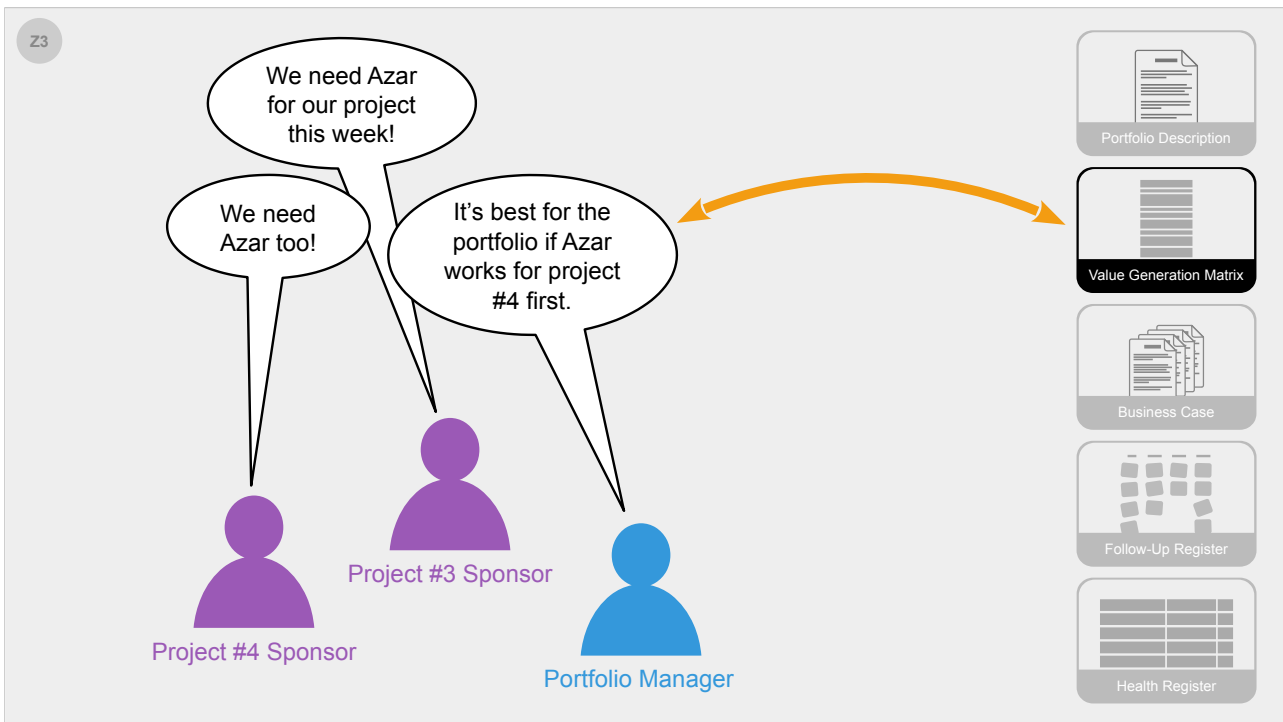 Z3
We need Azar
for our project
this week!
We need
Azar too!
It’s best for the
portfolio if Azar
works for project
#4 first.
Project #3 Sponsor
Project #4 Sponsor
Portfolio Manager
Portfolio Description
Value Generation Matrix
Business Case
Follow-Up Register
Health Register